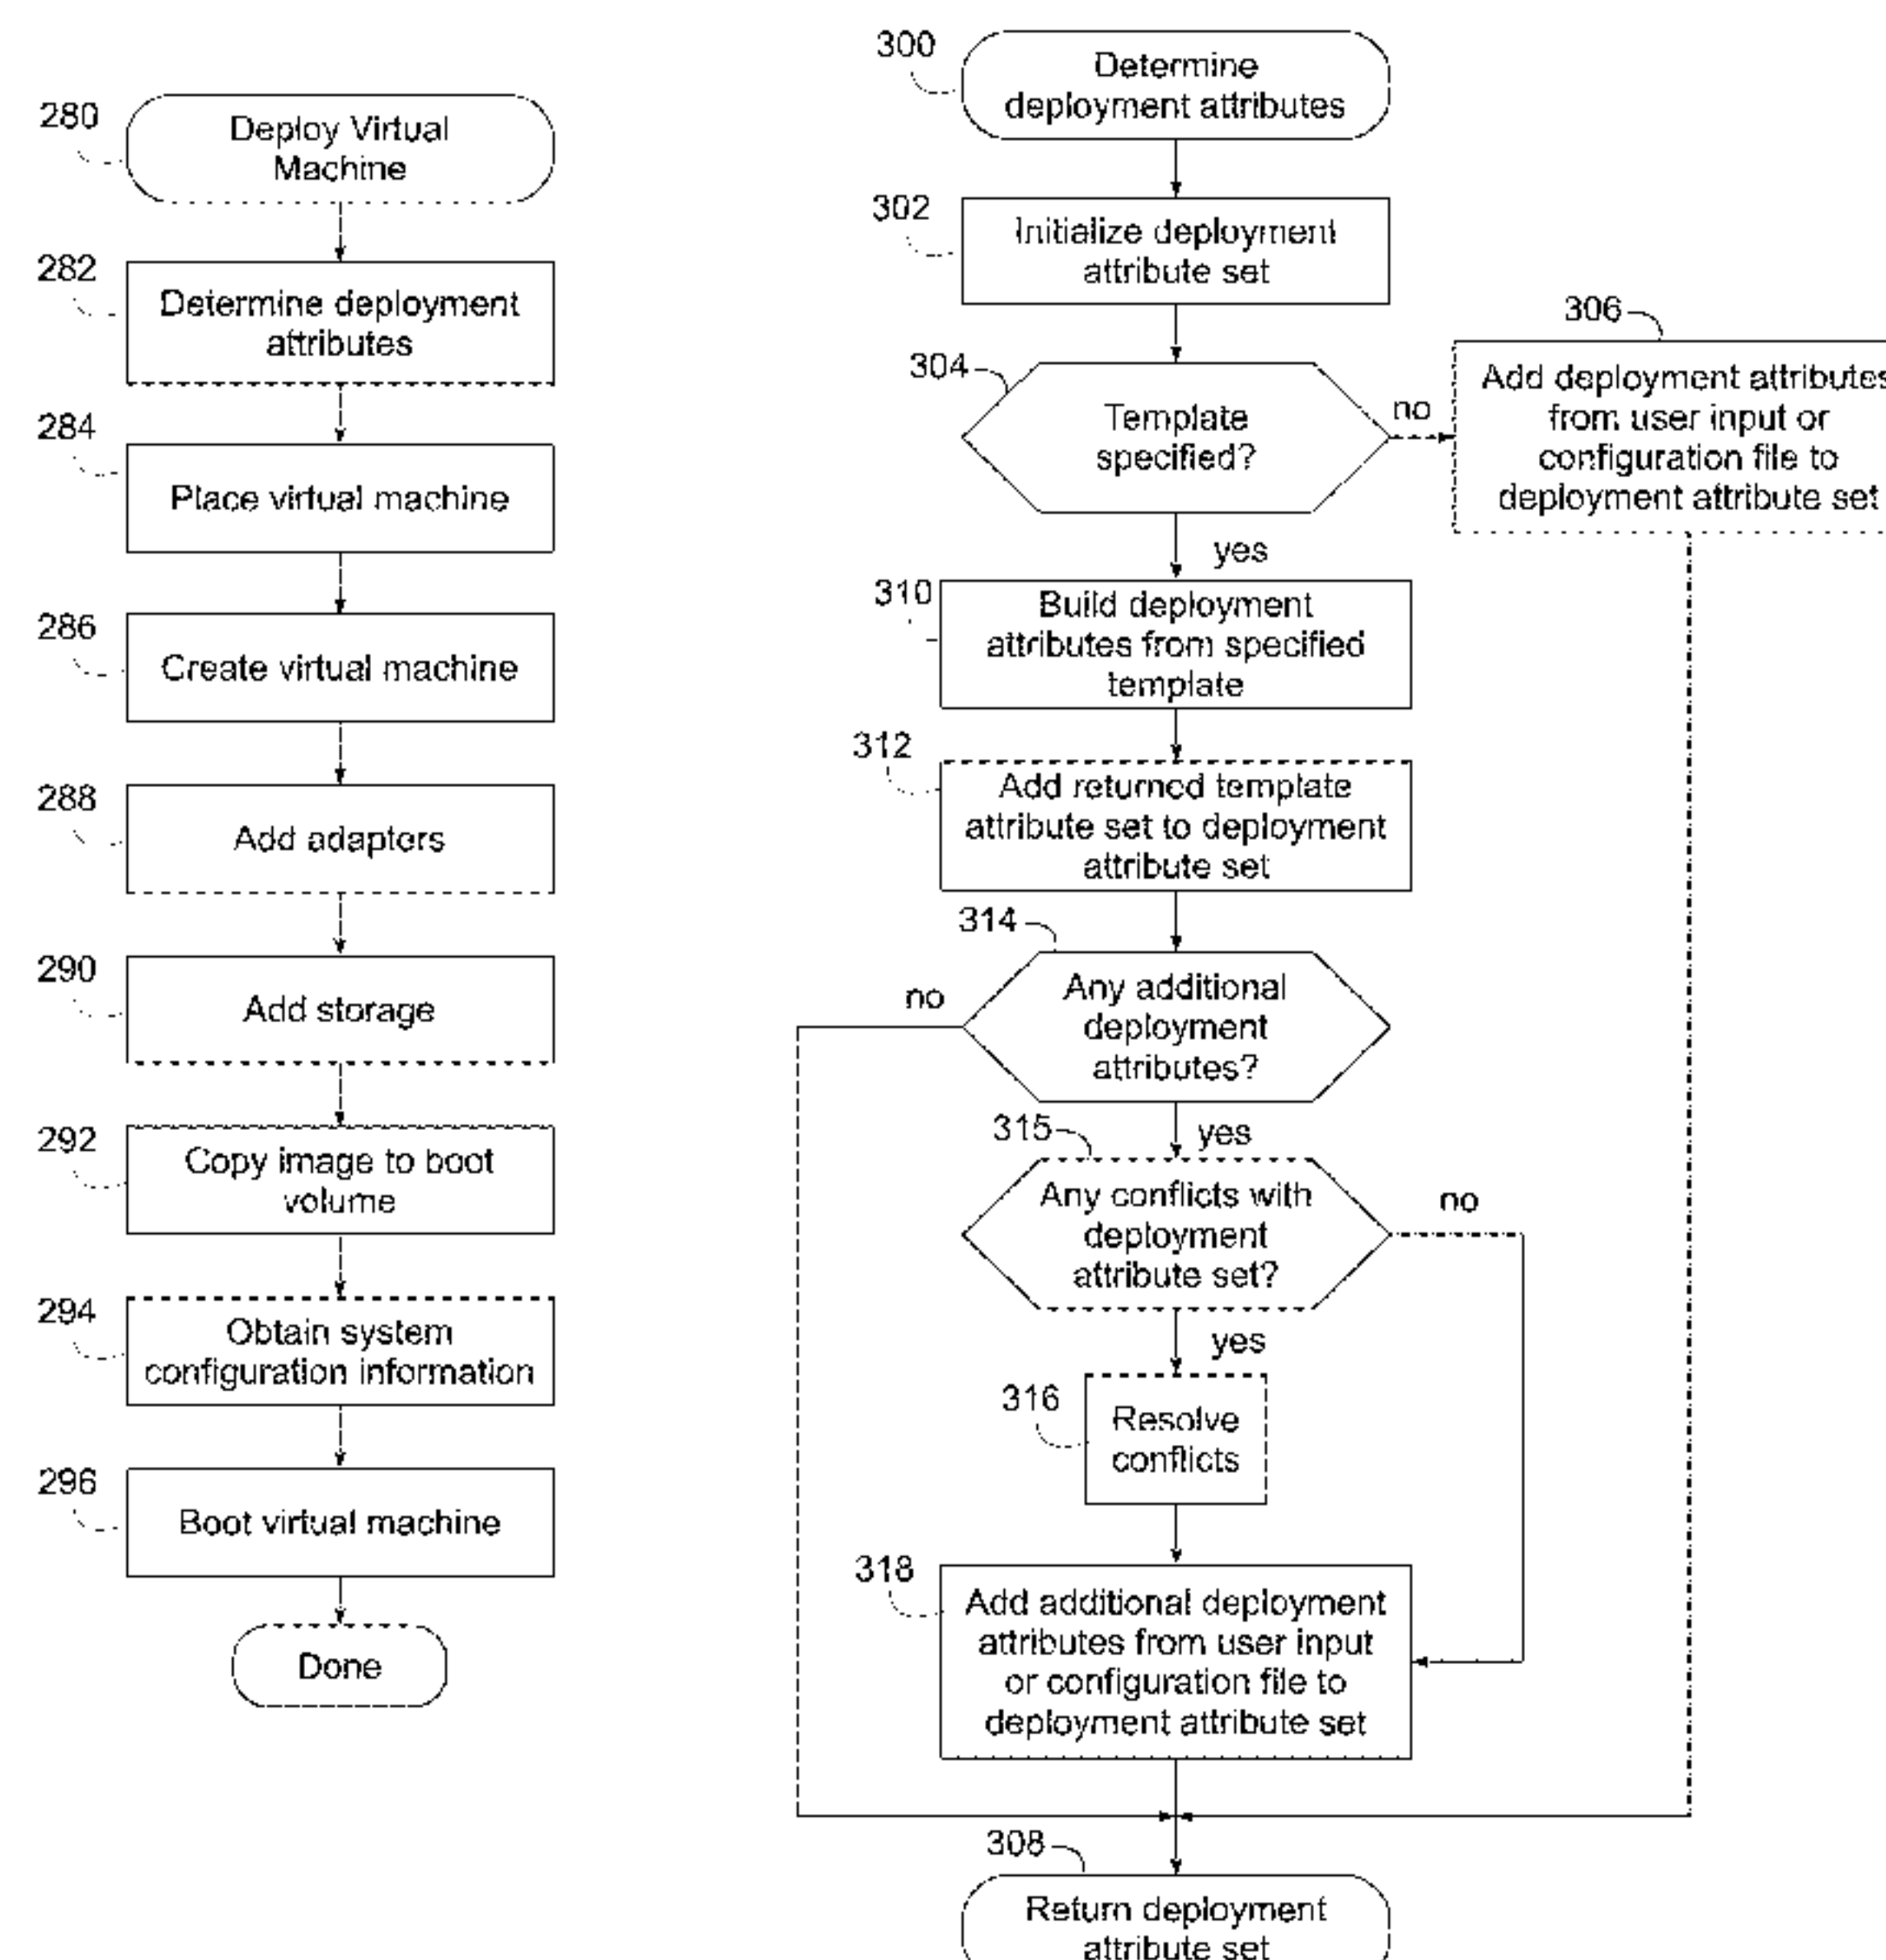 280
Deploy Virtual
Machine
282
Determine deployment
attributes
284
Place virtual machine
286
Create virtual machine
288
Add adapters
290
Add storage
292
Copy image to boot
volume
294
Obtain system
configuration information
296
Boot virtual machine
Done
300
Determine
deployment attributes
302
Initialize deployment
attribute set
304
Template
specified?
no
306
Add deployment attributes
from user input or
configuration file to
deployment attribute set
yes
310
Build deployment
attributes from specified
template
312
Add returned template
attribute set to deployment
attribute set
314
no
Any additional
deployment
attributes?
yes
315
Any conflicts with
deployment
attribute set?
no
yes
316
Resolve
conflicts
318
Add additional deployment
attributes from user input
or configuration file to
deployment attribute set
308
Return deployment
attribute set